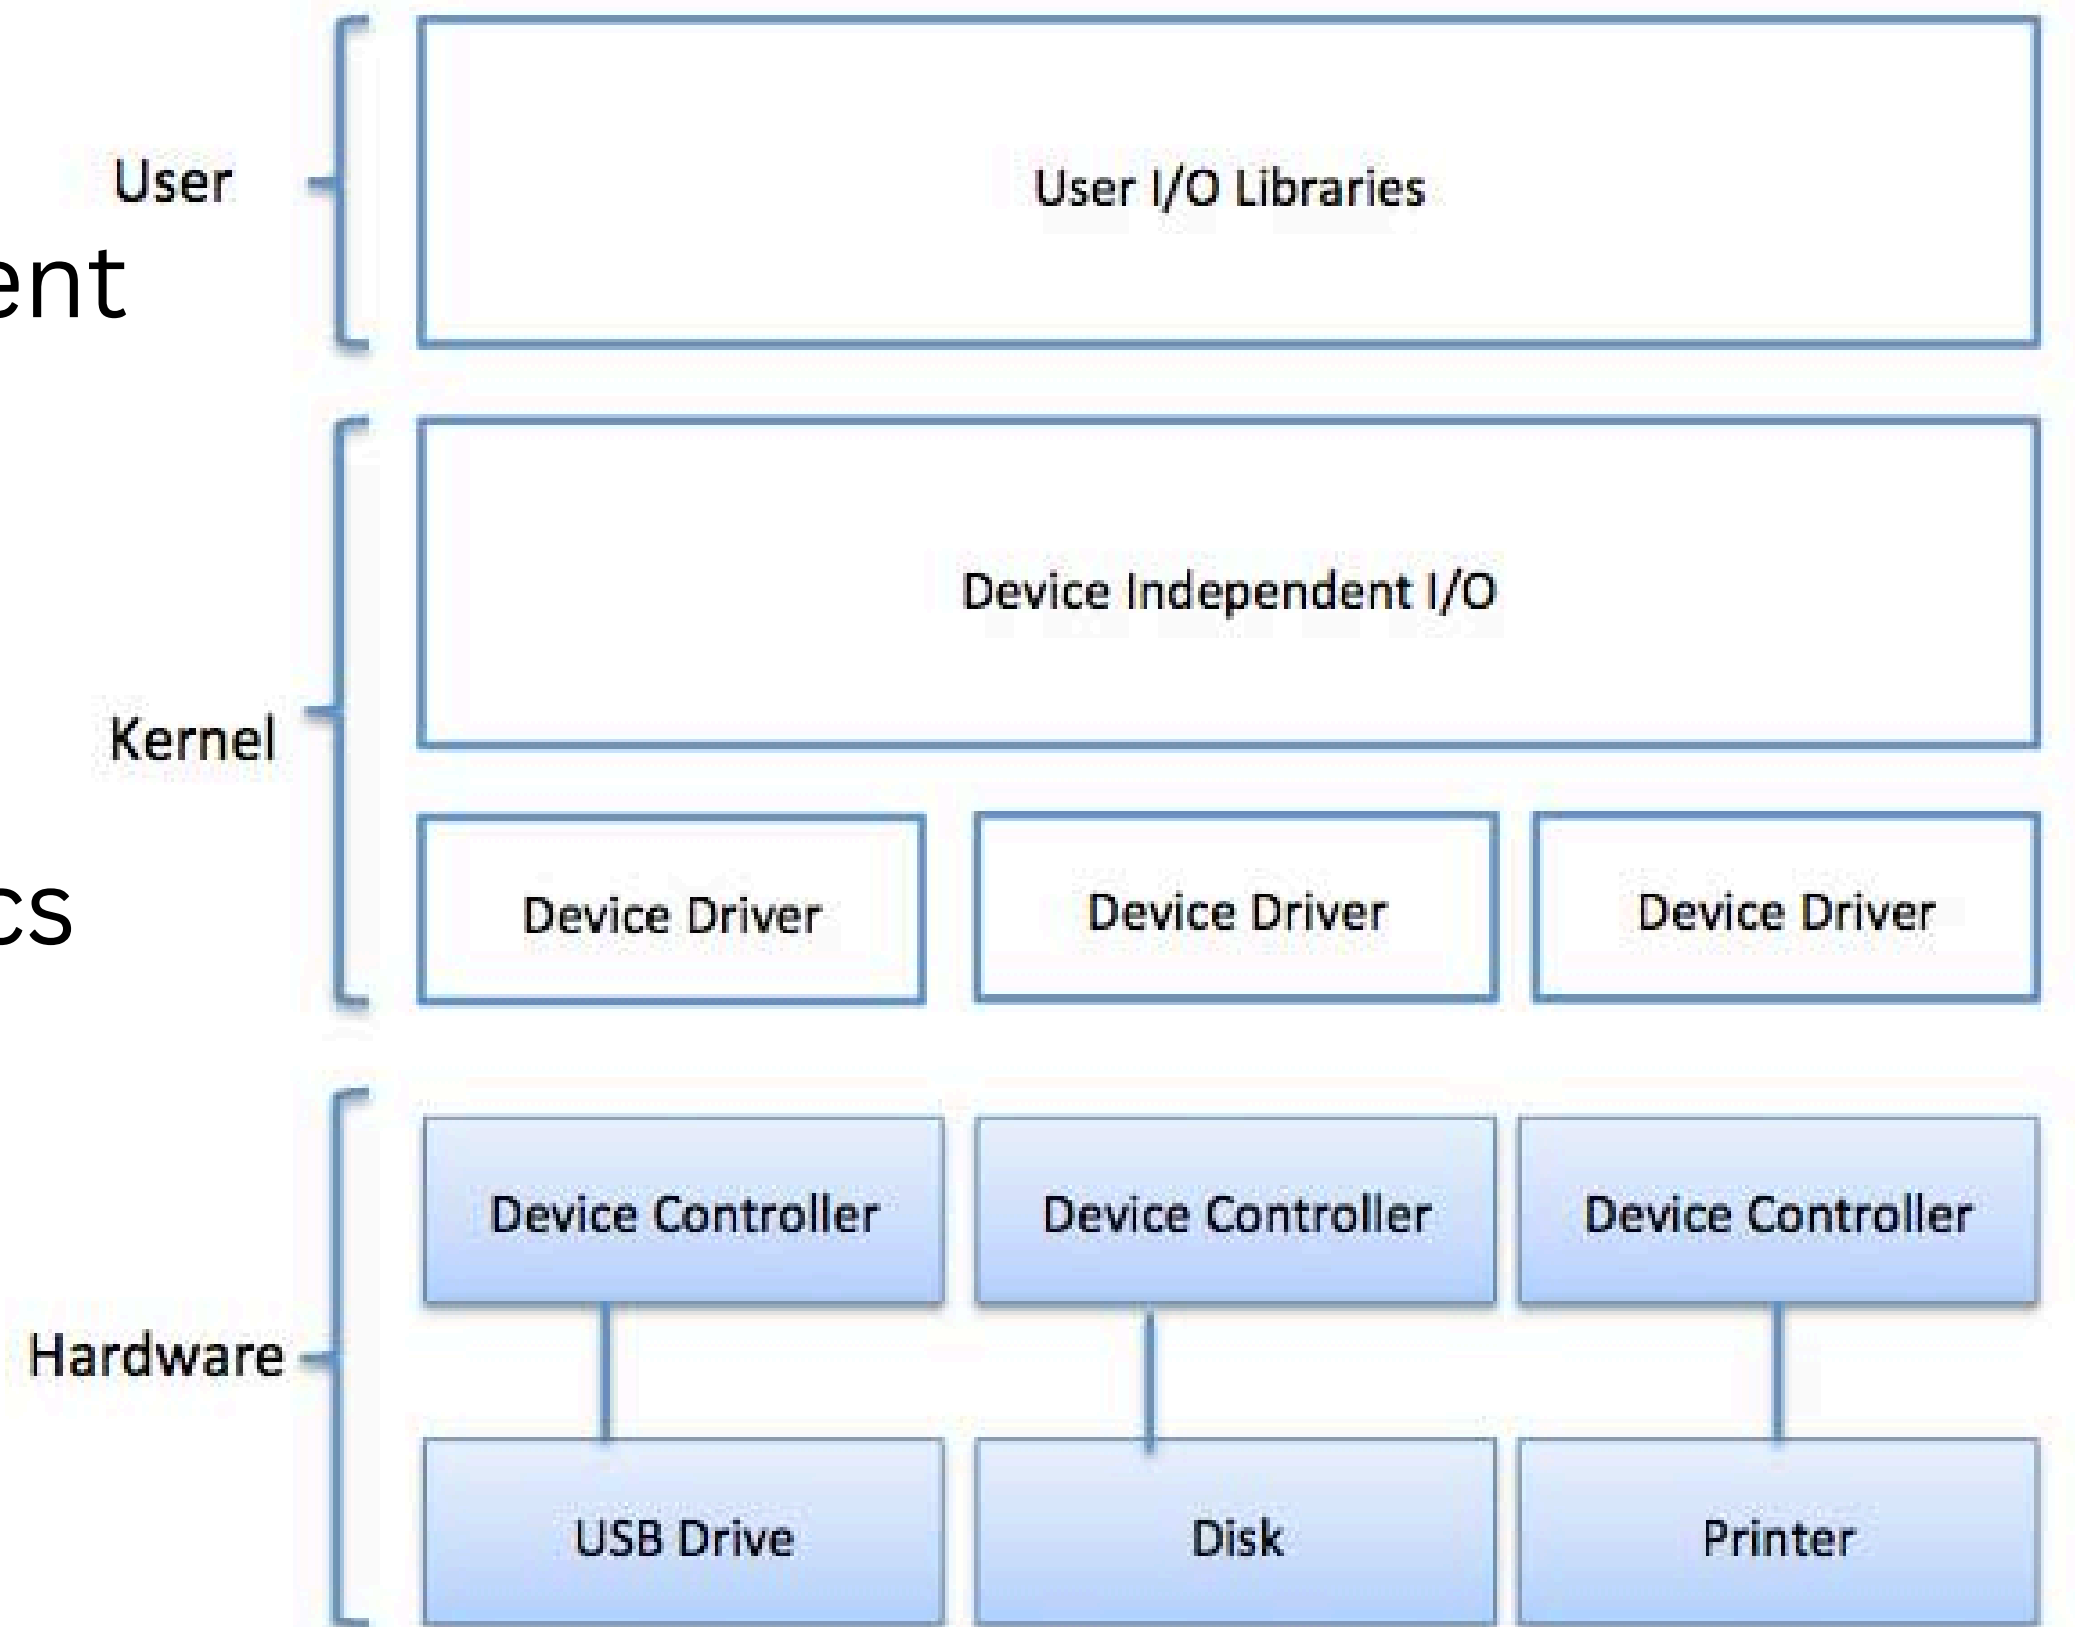 User
User I/O Libraries
ent
Device Independent I/O
Kernel
cs
Device Driver
Device Driver
Device Driver
Device Controller
Device Controller
Device Controller
Hardware
USB Drive
Disk
Printer